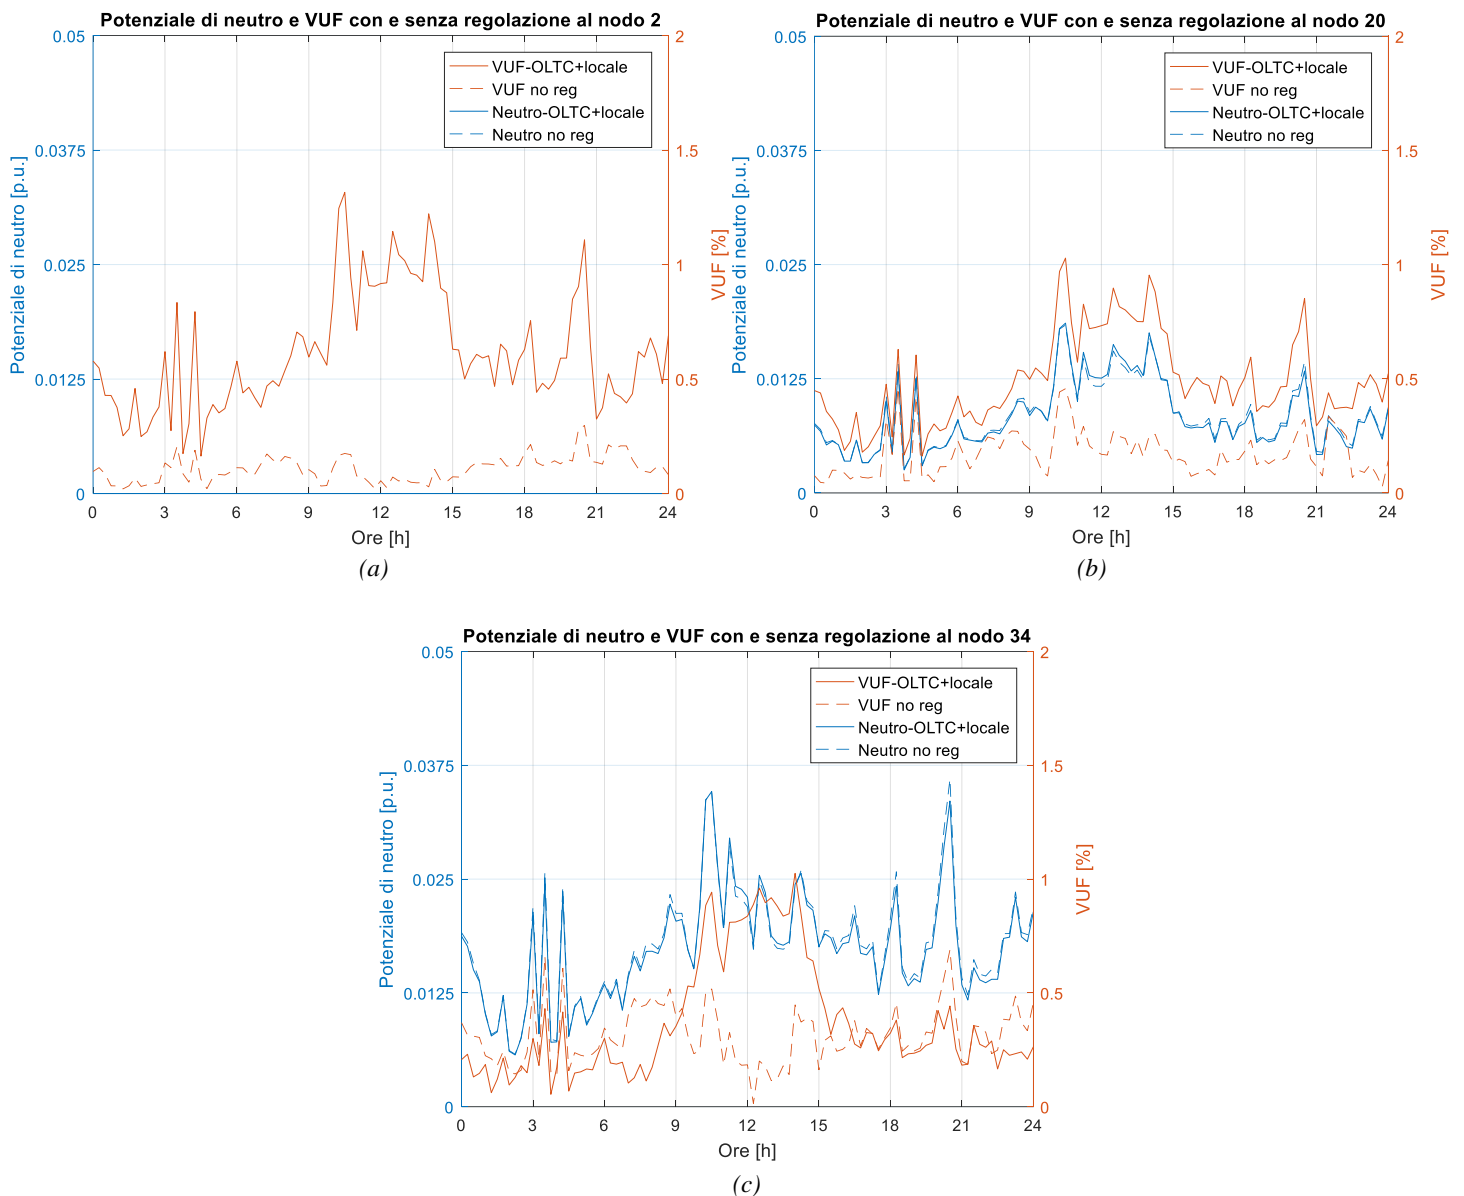 Potenziale di neutro e VUF con e senza regolazione al nodo 2
0.05
0.0375
0.025
0.0125
0
Potenziale di neutro [p.u.]
VUF-OLTC+locale
VUF no reg
Neutro-OLTC+locale
Neutro no reg
2
1.5
1
0.5
0
VUF [%]
0 3 6 9 12 15 18 21 24
Ore [h]
(a)
Potenziale di neutro e VUF con e senza regolazione al nodo 20
0.05
0.0375
0.025
0.0125
0
Potenziale di neutro [p.u.]
VUF-OLTC+locale
VUF no reg
Neutro-OLTC+locale
Neutro no reg
2
1.5
1
0.5
0
VUF [%]
0 3 6 9 12 15 18 21 24
Ore [h]
(b)
Potenziale di neutro e VUF con e senza regolazione al nodo 34
0.05
0.0375
0.025
0.0125
0
Potenziale di neutro [p.u.]
VUF-OLTC+locale
VUF no reg
Neutro-OLTC+locale
Neutro no reg
2
1.5
1
0.5
0
VUF [%]
0 3 6 9 12 15 18 21 24
Ore [h]
(c)